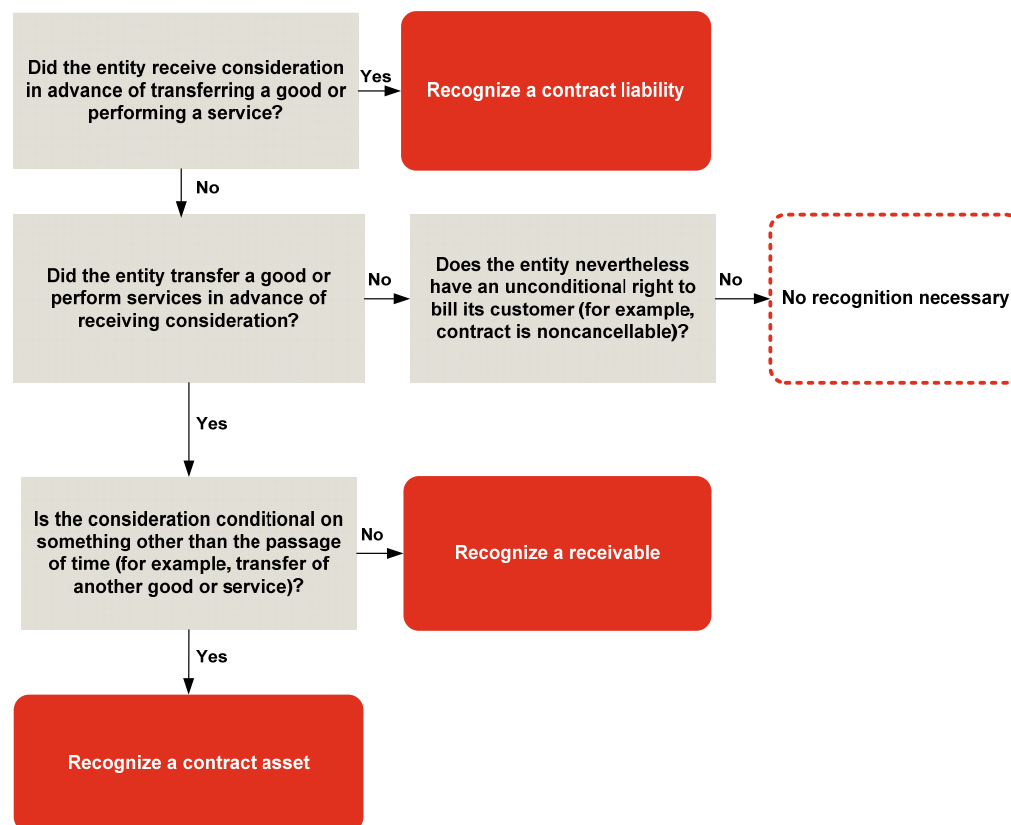 Did the entity receive consideration
in advance of transferring a good or
performing a service?
Yes
Recognize a contract liability
No
Did the entity transfer a good or
perform services in advance of
receiving consideration?
No
Does the entity nevertheless
have an unconditional right to
bill its customer (for example,
contract is noncancellable)?
No
No recognition necessary
Yes
Is the consideration conditional on
something other than the passage
of time (for example, transfer of
another good or service)?
No
Recognize a receivable
Yes
Recognize a contract asset